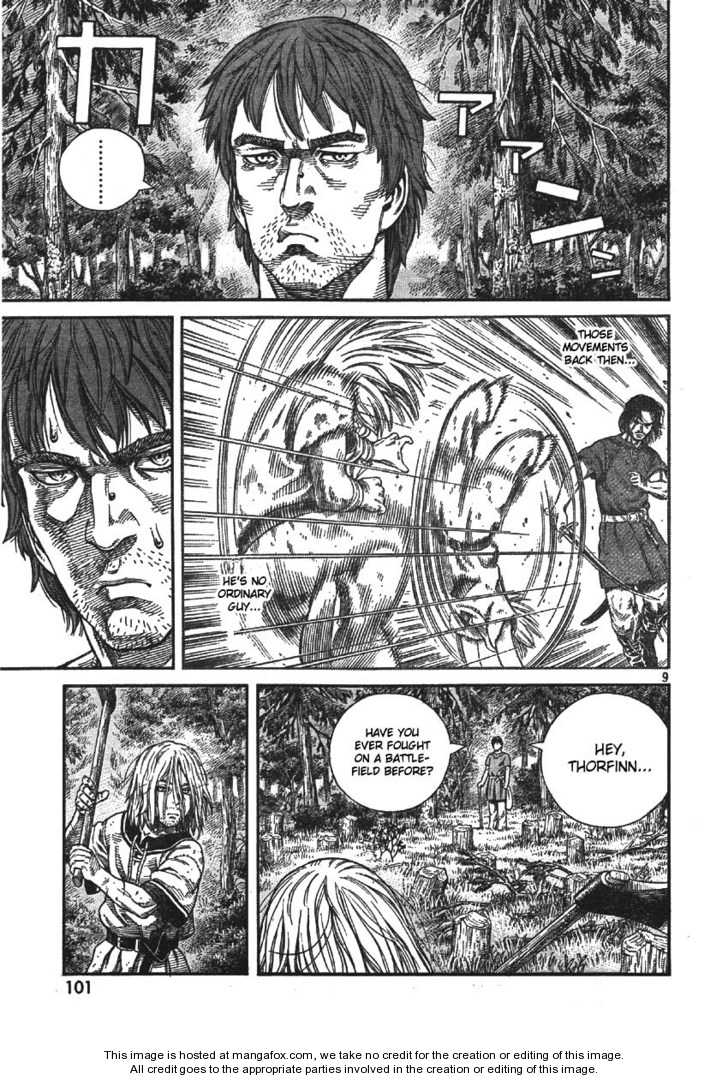 カァァーーン
………
THOSE
MOVEMENTS
BACK THEN...
HE'S NO
ORDINARY
GUY...
9
HEY,
THORFINN...
HAVE YOU
EVER FOUGHT
ON A BATTLE-
FIELD BEFORE?
101
This image is hosted at mangafox.com, we take no credit for the creation or editing of this image.
All credit goes to the appropriate parties involved in the creation or editing of this image.